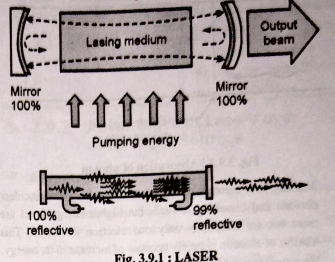 Lasing medium
Output
beam
Mirror
100%
Mirror
100%
Pumping energy
100%
reflective
99%
reflective
Fig. 3.9.1 : LASER